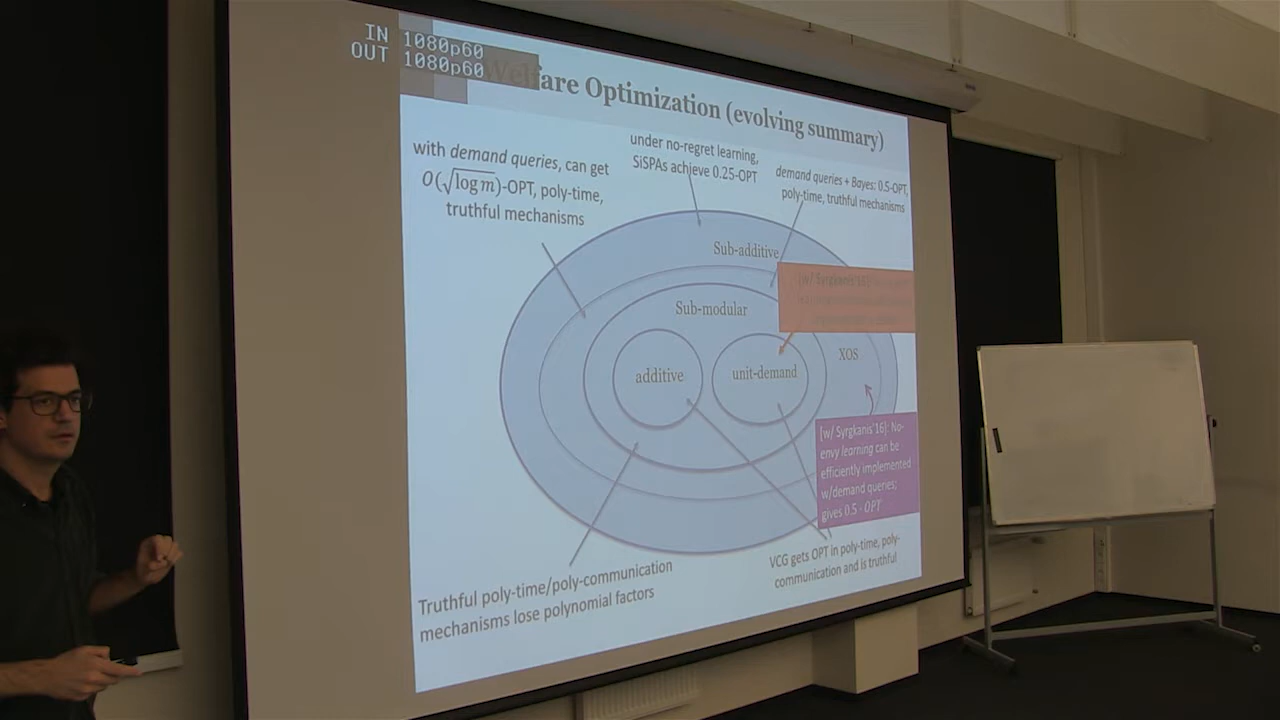 IN 1080p60
OUT 1080p60
Welfare Optimization (evolving summary)
with demand queries, can get
O(√log m)-OPT, poly-time,
truthful mechanisms
under no-regret learning,
SiSPAs achieve 0.25-OPT
demand queries + Bayes: 0.5-OPT,
poly-time, truthful mechanisms
Sub-additive
[w/ Syrgkanis'16]
Sub-modular
XOS
additive
unit-demand
[w/ Syrgkanis'16]: No-
envy learning can be
efficiently implemented
w/demand queries;
gives 0.5 - OPT
VCG gets OPT in poly-time, poly-
communication and is truthful
Truthful poly-time/poly-communication
mechanisms lose polynomial factors